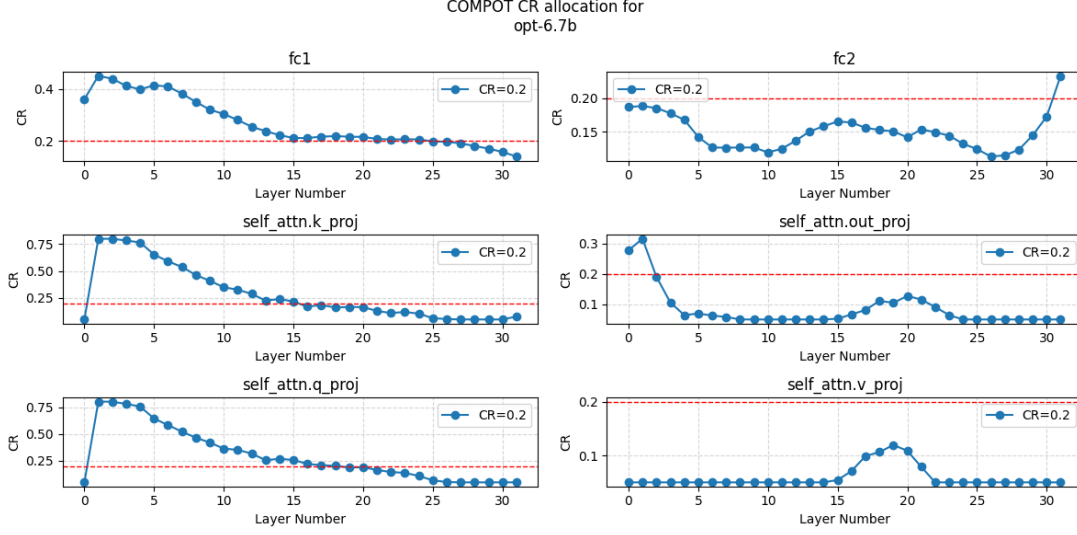 COMPOT CR allocation for
opt-6.7b
fc1
CR
0.4
0.2
CR=0.2
0 5 10 15 20 25 30
Layer Number
fc2
CR
0.20
0.15
CR=0.2
0 5 10 15 20 25 30
Layer Number
self_attn.k_proj
CR
0.75
0.50
0.25
CR=0.2
0 5 10 15 20 25 30
Layer Number
self_attn.out_proj
CR
0.3
0.2
0.1
CR=0.2
0 5 10 15 20 25 30
Layer Number
self_attn.q_proj
CR
0.75
0.50
0.25
CR=0.2
0 5 10 15 20 25 30
Layer Number
self_attn.v_proj
CR
0.2
0.1
CR=0.2
0 5 10 15 20 25 30
Layer Number